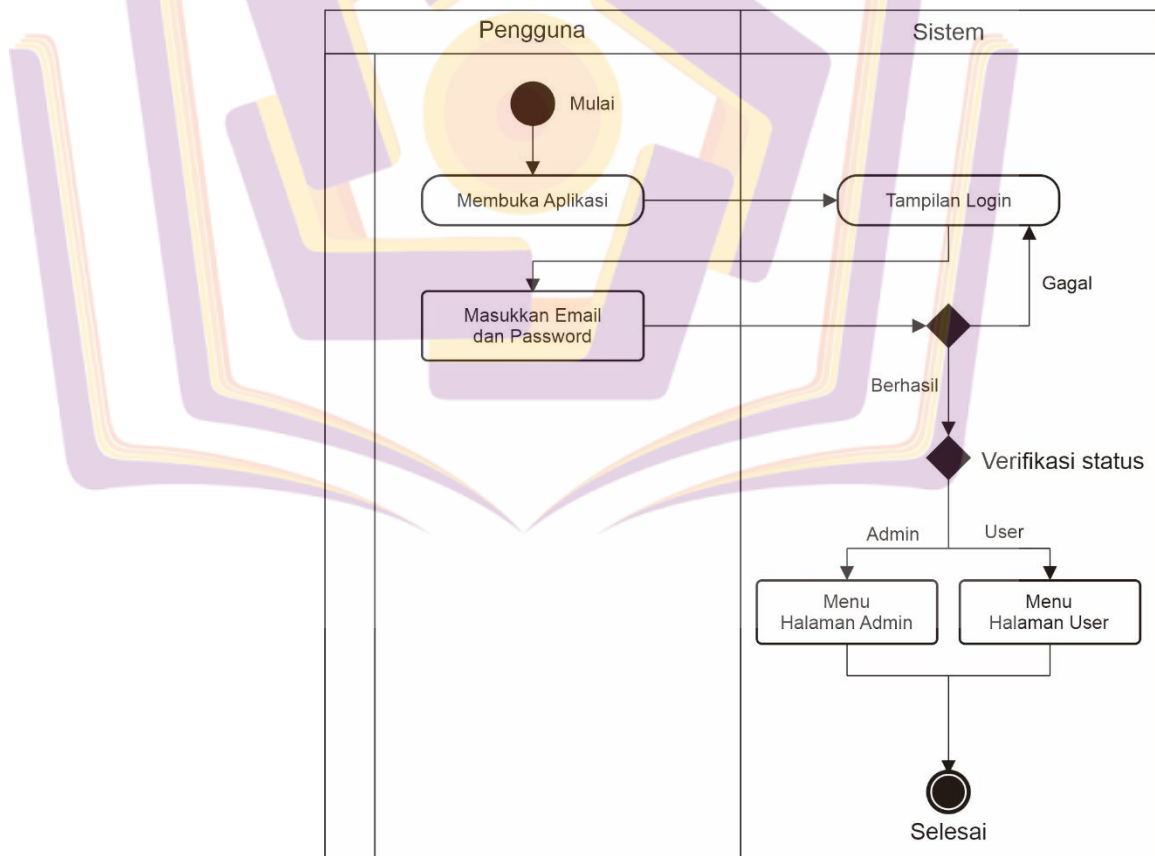 Pengguna
Sistem
Mulai
Membuka Aplikasi
Tampilan Login
Gagal
Masukkan Email
dan Password
Berhasil
Verifikasi status
Admin
User
Menu
Halaman Admin
Menu
Halaman User
Selesai